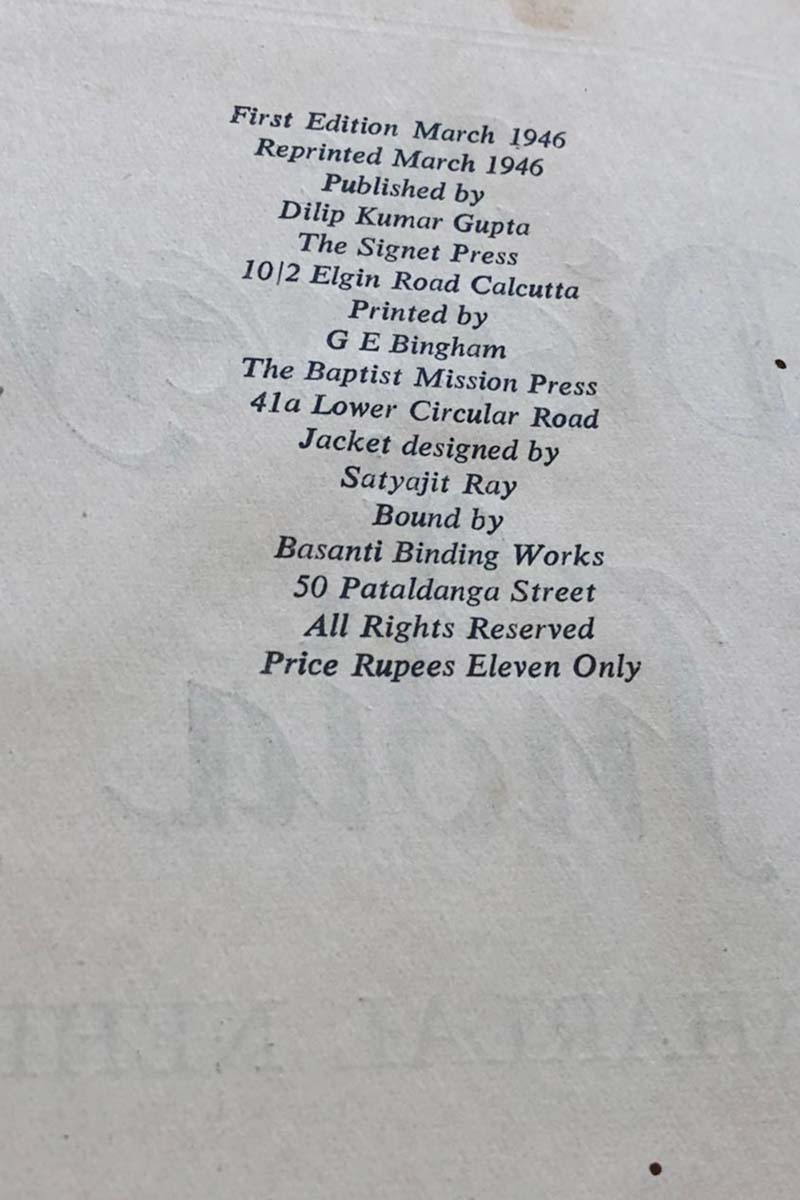 First Edition March 1946
Reprinted March 1946
Published by
Dilip Kumar Gupta
The Signet Press
10|2 Elgin Road Calcutta
Printed by
G E Bingham
The Baptist Mission Press
41a Lower Circular Road
Jacket designed by
Satyajit Ray
Bound by
Basanti Binding Works
50 Pataldanga Street
All Rights Reserved
Price Rupees Eleven Only